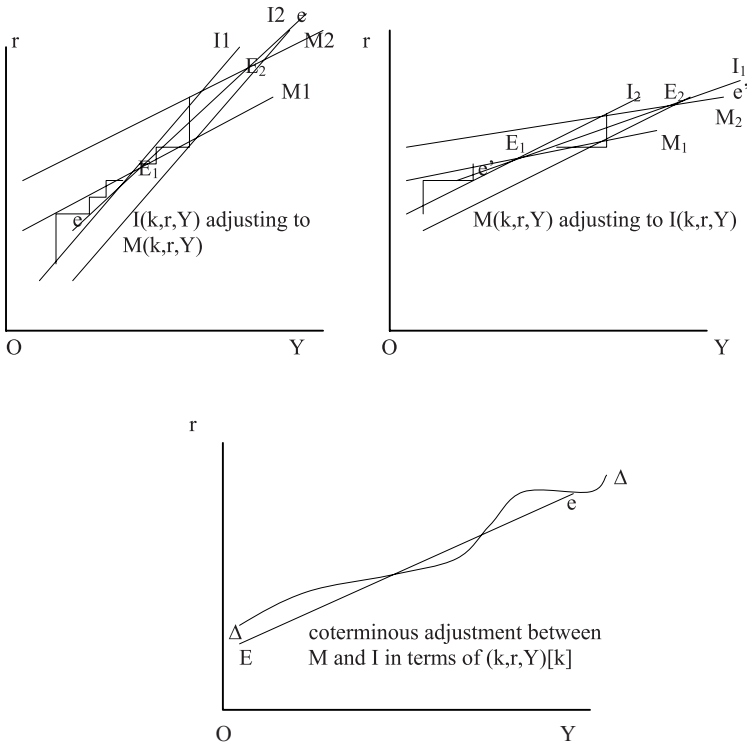 I2 e
I1
M2
r
E2
M1
E1
e
I(k,r,Y) adjusting to
M(k,r,Y)
O
Y
r
I1
I2
E2
e'
M2
E1
M1
e'
M(k,r,Y) adjusting to I(k,r,Y)
O
Y
r
Δ
e
Δ
E
coterminous adjustment between
M and I in terms of (k,r,Y)[k]
O
Y